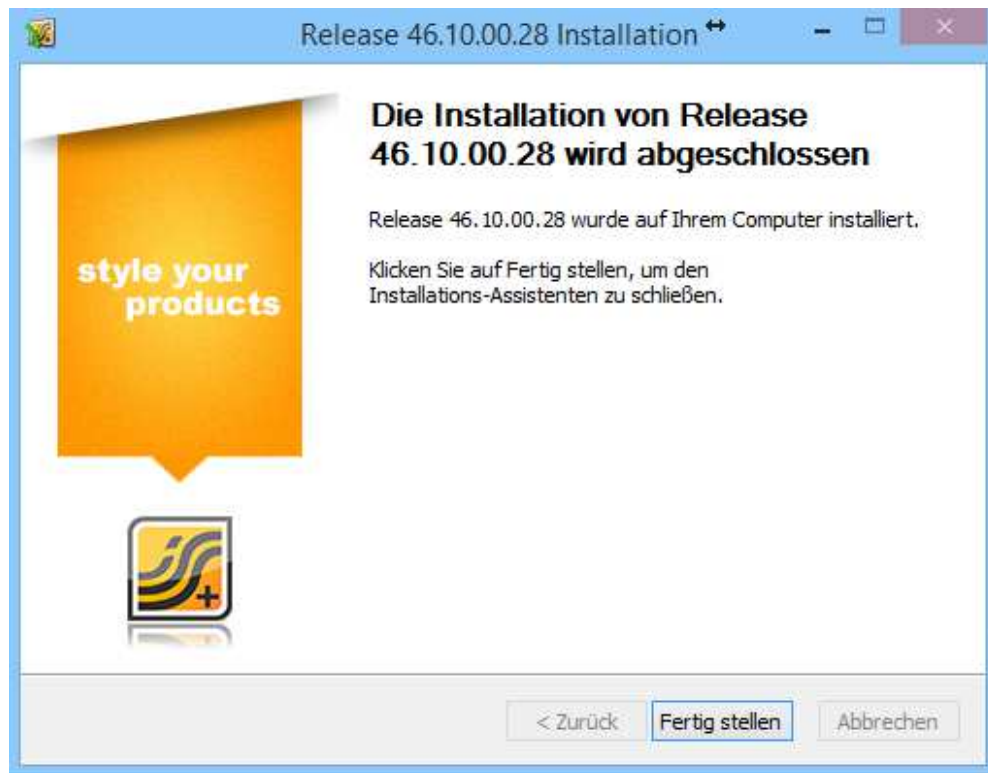 Release 46.10.00.28 Installation
Die Installation von Release
46.10.00.28 wird abgeschlossen
Release 46.10.00.28 wurde auf Ihrem Computer installiert.
Klicken Sie auf Fertig stellen, um den
Installations-Assistenten zu schließen.
style your
products
< Zurück Fertig stellen Abbrechen